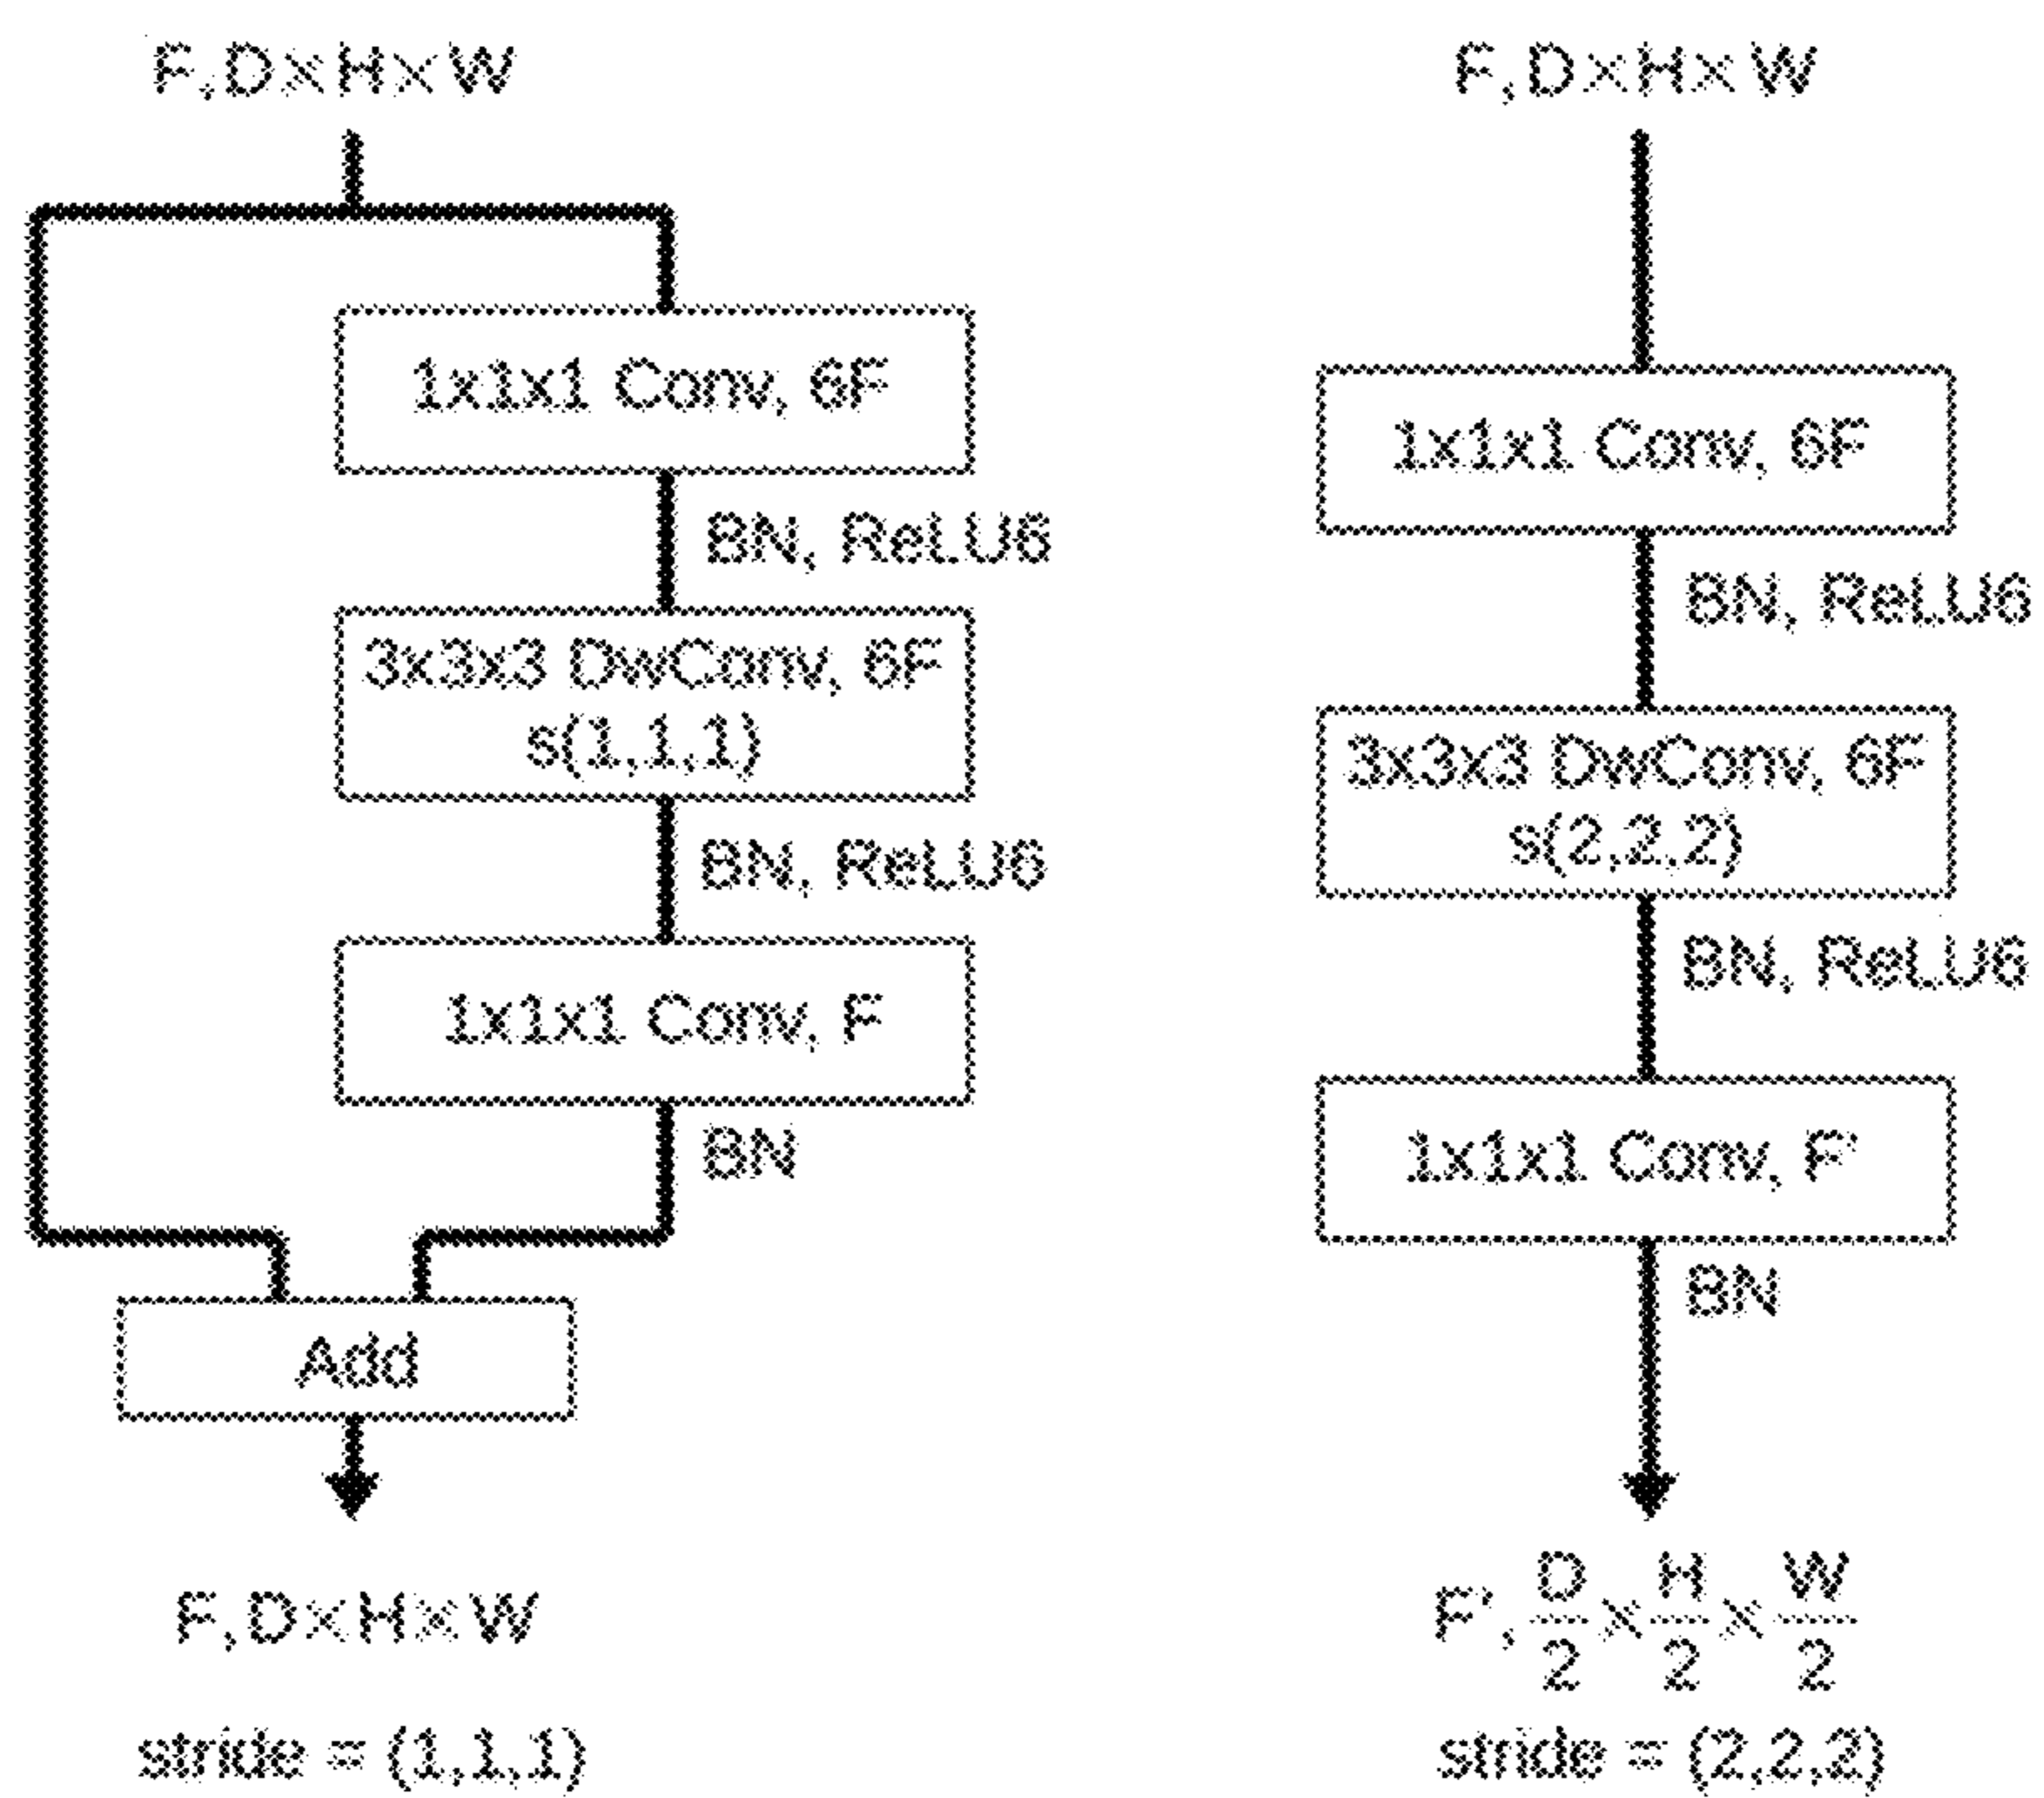 F,D×H×W
1x1x1 Conv, 6F
BN, ReLU6
3x3x3 DwConv, 6F
s(1,1,1)
BN, ReLU6
1x1x1 Conv, F
BN
Add
F,D×H×W
stride = (1,1,1)
F,D×H×W
1x1x1 Conv, 6F
BN, ReLU6
3x3x3 DwConv, 6F
s(2,2,2)
BN, ReLU6
1x1x1 Conv, F'
BN
F', D/2 × H/2 × W/2
stride = (2,2,2)